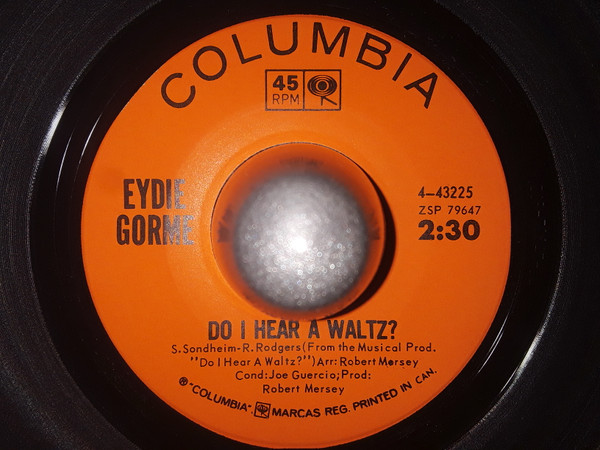 COLUMBIA
45
RPM
EYDIE
GORME
4-43225
ZSP 79647
2:30
DO I HEAR A WALTZ?
S. Sondheim-R. Rodgers (From the Musical Prod.
"Do I Hear A Waltz?") Arr: Robert Mersey
Cond: Joe Guercio; Prod:
Robert Mersey
℗ "COLUMBIA", MARCAS REG. PRINTED IN CAN.